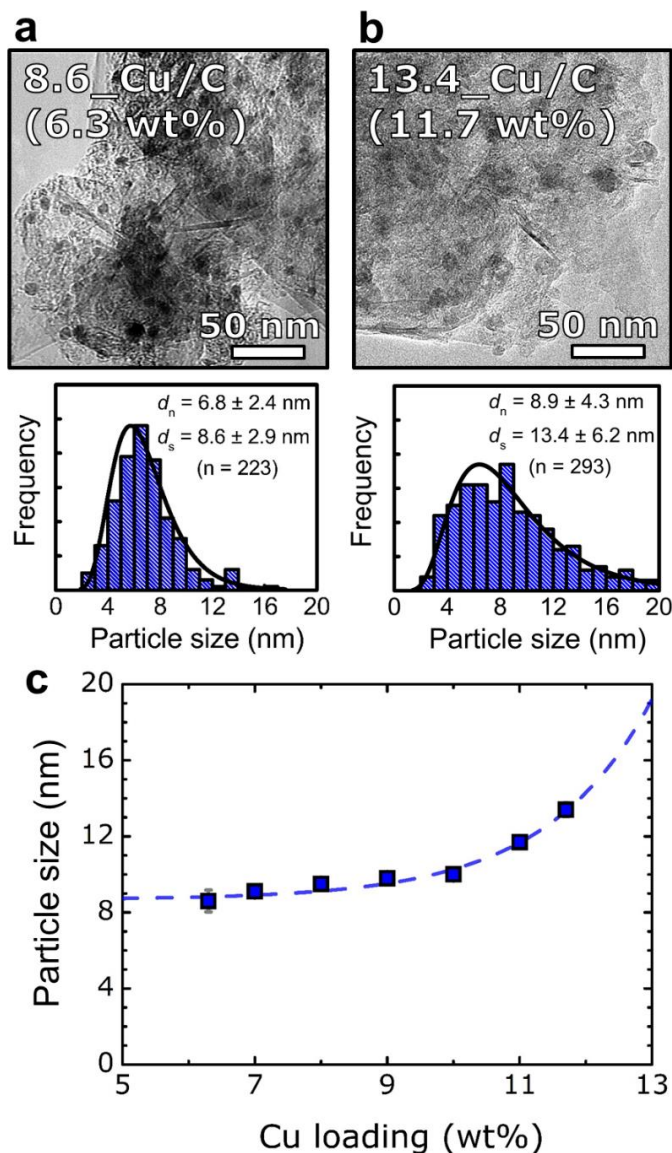 a
8.6_Cu/C
(6.3 wt%)
50 nm
b
13.4_Cu/C
(11.7 wt%)
50 nm
Frequency
dn = 6.8 ± 2.4 nm
ds = 8.6 ± 2.9 nm
(n = 223)
0 4 8 12 16 20
Particle size (nm)
Frequency
dn = 8.9 ± 4.3 nm
ds = 13.4 ± 6.2 nm
(n = 293)
0 4 8 12 16 20
Particle size (nm)
c
Particle size (nm)
20
16
12
8
4
0
5 7 9 11 13
Cu loading (wt%)